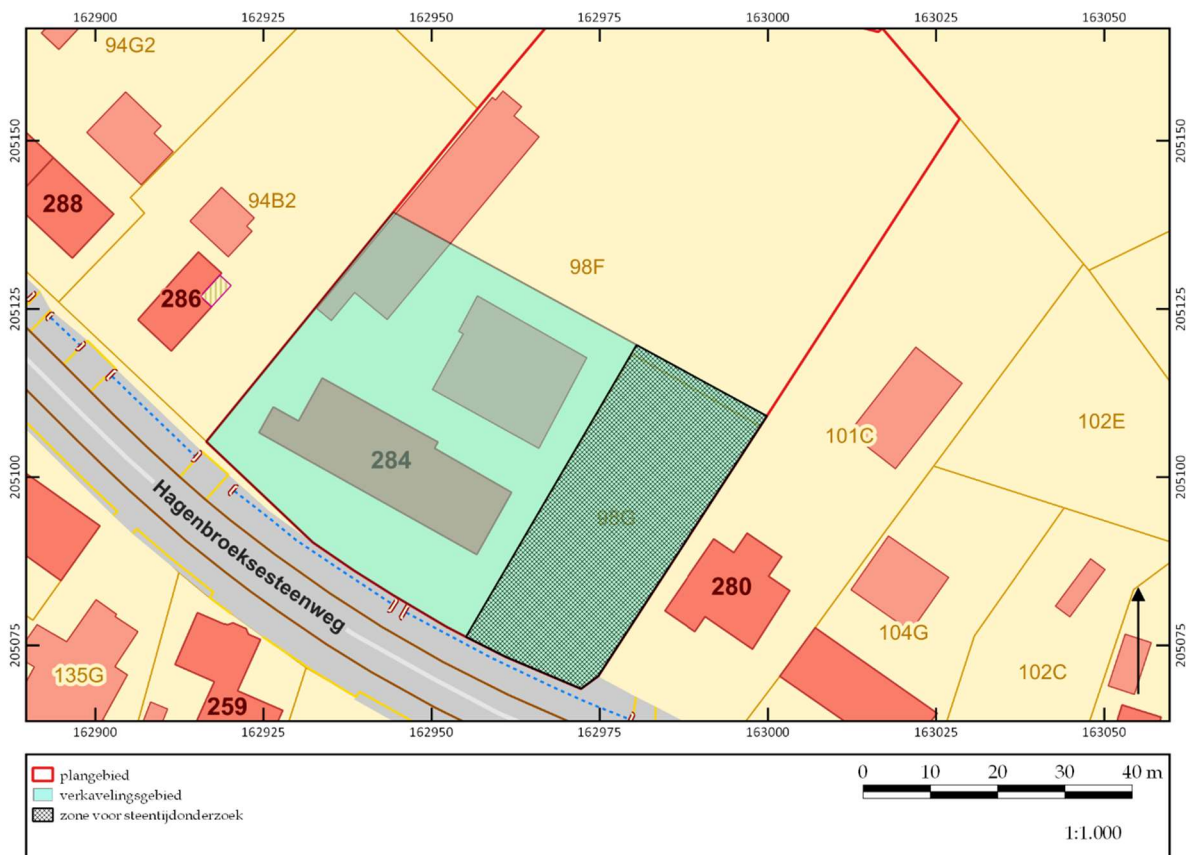 162900 162925 162950 162975 163000 163025 163050
94G2
205150 205150
288
94B2
286
98F
205125 205125
101C
102E
284
205100 205100
98G
Hagenbroeksesteenweg
280
104G
102C
205075 205075
135G
259
162900 162925 162950 162975 163000 163025 163050
plangebied
verkavelingsgebied
zone voor steentijdonderzoek
0 10 20 30 40 m
1:1.000